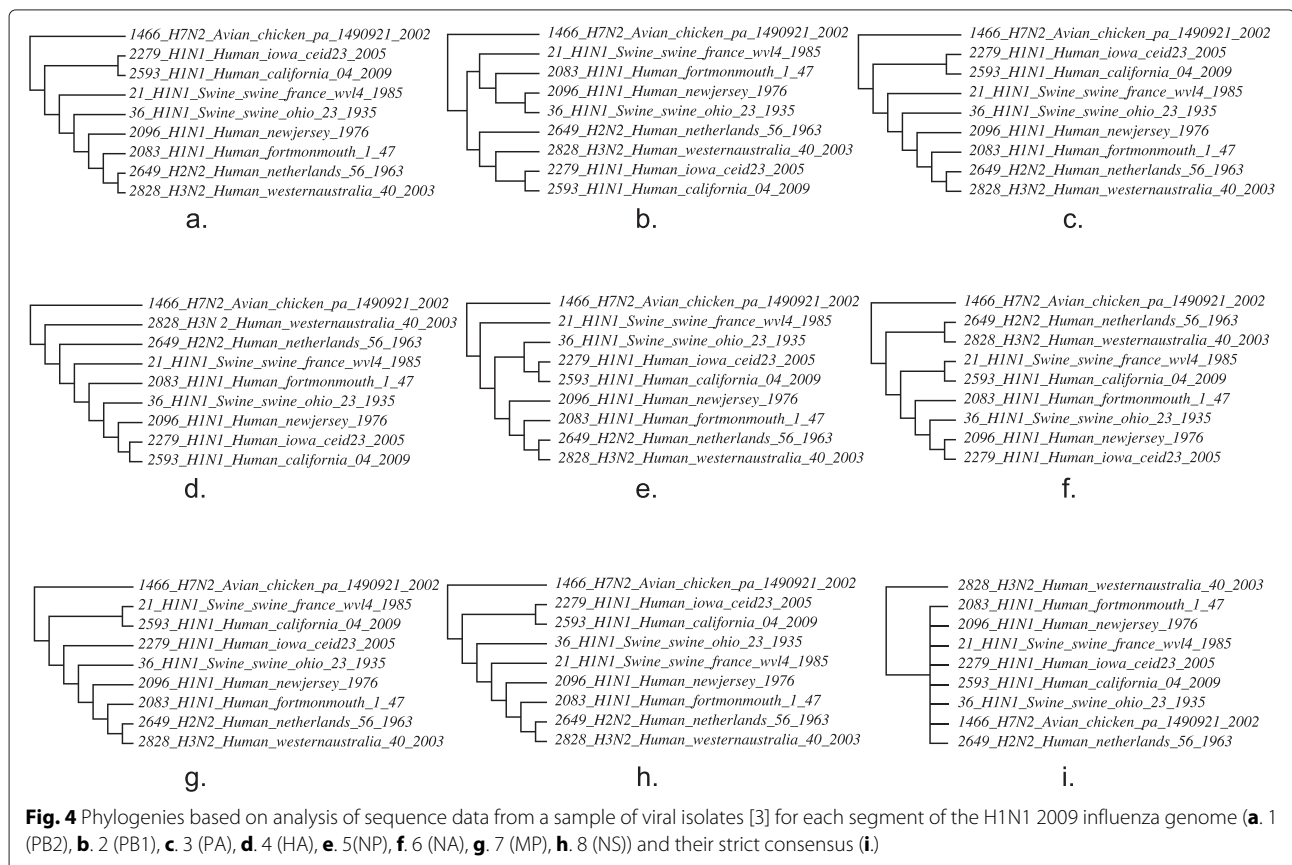 1466_H7N2_Avian_chicken_pa_1490921_2002
2279_H1N1_Human_iowa_ceid23_2005
2593_H1N1_Human_california_04_2009
21_H1N1_Swine_swine_france_wvl4_1985
36_H1N1_Swine_swine_ohio_23_1935
2096_H1N1_Human_newjersey_1976
2083_H1N1_Human_fortmonmouth_1_47
2649_H2N2_Human_netherlands_56_1963
2828_H3N2_Human_westernaustralia_40_2003
a.
1466_H7N2_Avian_chicken_pa_1490921_2002
21_H1N1_Swine_swine_france_wvl4_1985
2083_H1N1_Human_fortmonmouth_1_47
2096_H1N1_Human_newjersey_1976
36_H1N1_Swine_swine_ohio_23_1935
2649_H2N2_Human_netherlands_56_1963
2828_H3N2_Human_westernaustralia_40_2003
2279_H1N1_Human_iowa_ceid23_2005
2593_H1N1_Human_california_04_2009
b.
1466_H7N2_Avian_chicken_pa_1490921_2002
2279_H1N1_Human_iowa_ceid23_2005
2593_H1N1_Human_california_04_2009
21_H1N1_Swine_swine_france_wvl4_1985
36_H1N1_Swine_swine_ohio_23_1935
2096_H1N1_Human_newjersey_1976
2083_H1N1_Human_fortmonmouth_1_47
2649_H2N2_Human_netherlands_56_1963
2828_H3N2_Human_westernaustralia_40_2003
c.
1466_H7N2_Avian_chicken_pa_1490921_2002
2828_H3N 2_Human_westernaustralia_40_2003
2649_H2N2_Human_netherlands_56_1963
21_H1N1_Swine_swine_france_wvl4_1985
2083_H1N1_Human_fortmonmouth_1_47
36_H1N1_Swine_swine_ohio_23_1935
2096_H1N1_Human_newjersey_1976
2279_H1N1_Human_iowa_ceid23_2005
2593_H1N1_Human_california_04_2009
d.
1466_H7N2_Avian_chicken_pa_1490921_2002
21_H1N1_Swine_swine_france_wvl4_1985
36_H1N1_Swine_swine_ohio_23_1935
2279_H1N1_Human_iowa_ceid23_2005
2593_H1N1_Human_california_04_2009
2096_H1N1_Human_newjersey_1976
2083_H1N1_Human_fortmonmouth_1_47
2649_H2N2_Human_netherlands_56_1963
2828_H3N2_Human_westernaustralia_40_2003
e.
1466_H7N2_Avian_chicken_pa_1490921_2002
2649_H2N2_Human_netherlands_56_1963
2828_H3N2_Human_westernaustralia_40_2003
21_H1N1_Swine_swine_france_wvl4_1985
2593_H1N1_Human_california_04_2009
2083_H1N1_Human_fortmonmouth_1_47
36_H1N1_Swine_swine_ohio_23_1935
2096_H1N1_Human_newjersey_1976
2279_H1N1_Human_iowa_ceid23_2005
f.
1466_H7N2_Avian_chicken_pa_1490921_2002
21_H1N1_Swine_swine_france_wvl4_1985
2593_H1N1_Human_california_04_2009
2279_H1N1_Human_iowa_ceid23_2005
36_H1N1_Swine_swine_ohio_23_1935
2096_H1N1_Human_newjersey_1976
2083_H1N1_Human_fortmonmouth_1_47
2649_H2N2_Human_netherlands_56_1963
2828_H3N2_Human_westernaustralia_40_2003
g.
1466_H7N2_Avian_chicken_pa_1490921_2002
2279_H1N1_Human_iowa_ceid23_2005
2593_H1N1_Human_california_04_2009
36_H1N1_Swine_swine_ohio_23_1935
21_H1N1_Swine_swine_france_wvl4_1985
2096_H1N1_Human_newjersey_1976
2083_H1N1_Human_fortmonmouth_1_47
2649_H2N2_Human_netherlands_56_1963
2828_H3N2_Human_westernaustralia_40_2003
h.
2828_H3N2_Human_westernaustralia_40_2003
2083_H1N1_Human_fortmonmouth_1_47
2096_H1N1_Human_newjersey_1976
21_H1N1_Swine_swine_france_wvl4_1985
2279_H1N1_Human_iowa_ceid23_2005
2593_H1N1_Human_california_04_2009
36_H1N1_Swine_swine_ohio_23_1935
1466_H7N2_Avian_chicken_pa_1490921_2002
2649_H2N2_Human_netherlands_56_1963
i.
Fig. 4 Phylogenies based on analysis of sequence data from a sample of viral isolates [3] for each segment of the H1N1 2009 influenza genome (a. 1
(PB2), b. 2 (PB1), c. 3 (PA), d. 4 (HA), e. 5(NP), f. 6 (NA), g. 7 (MP), h. 8 (NS)) and their strict consensus (i.)